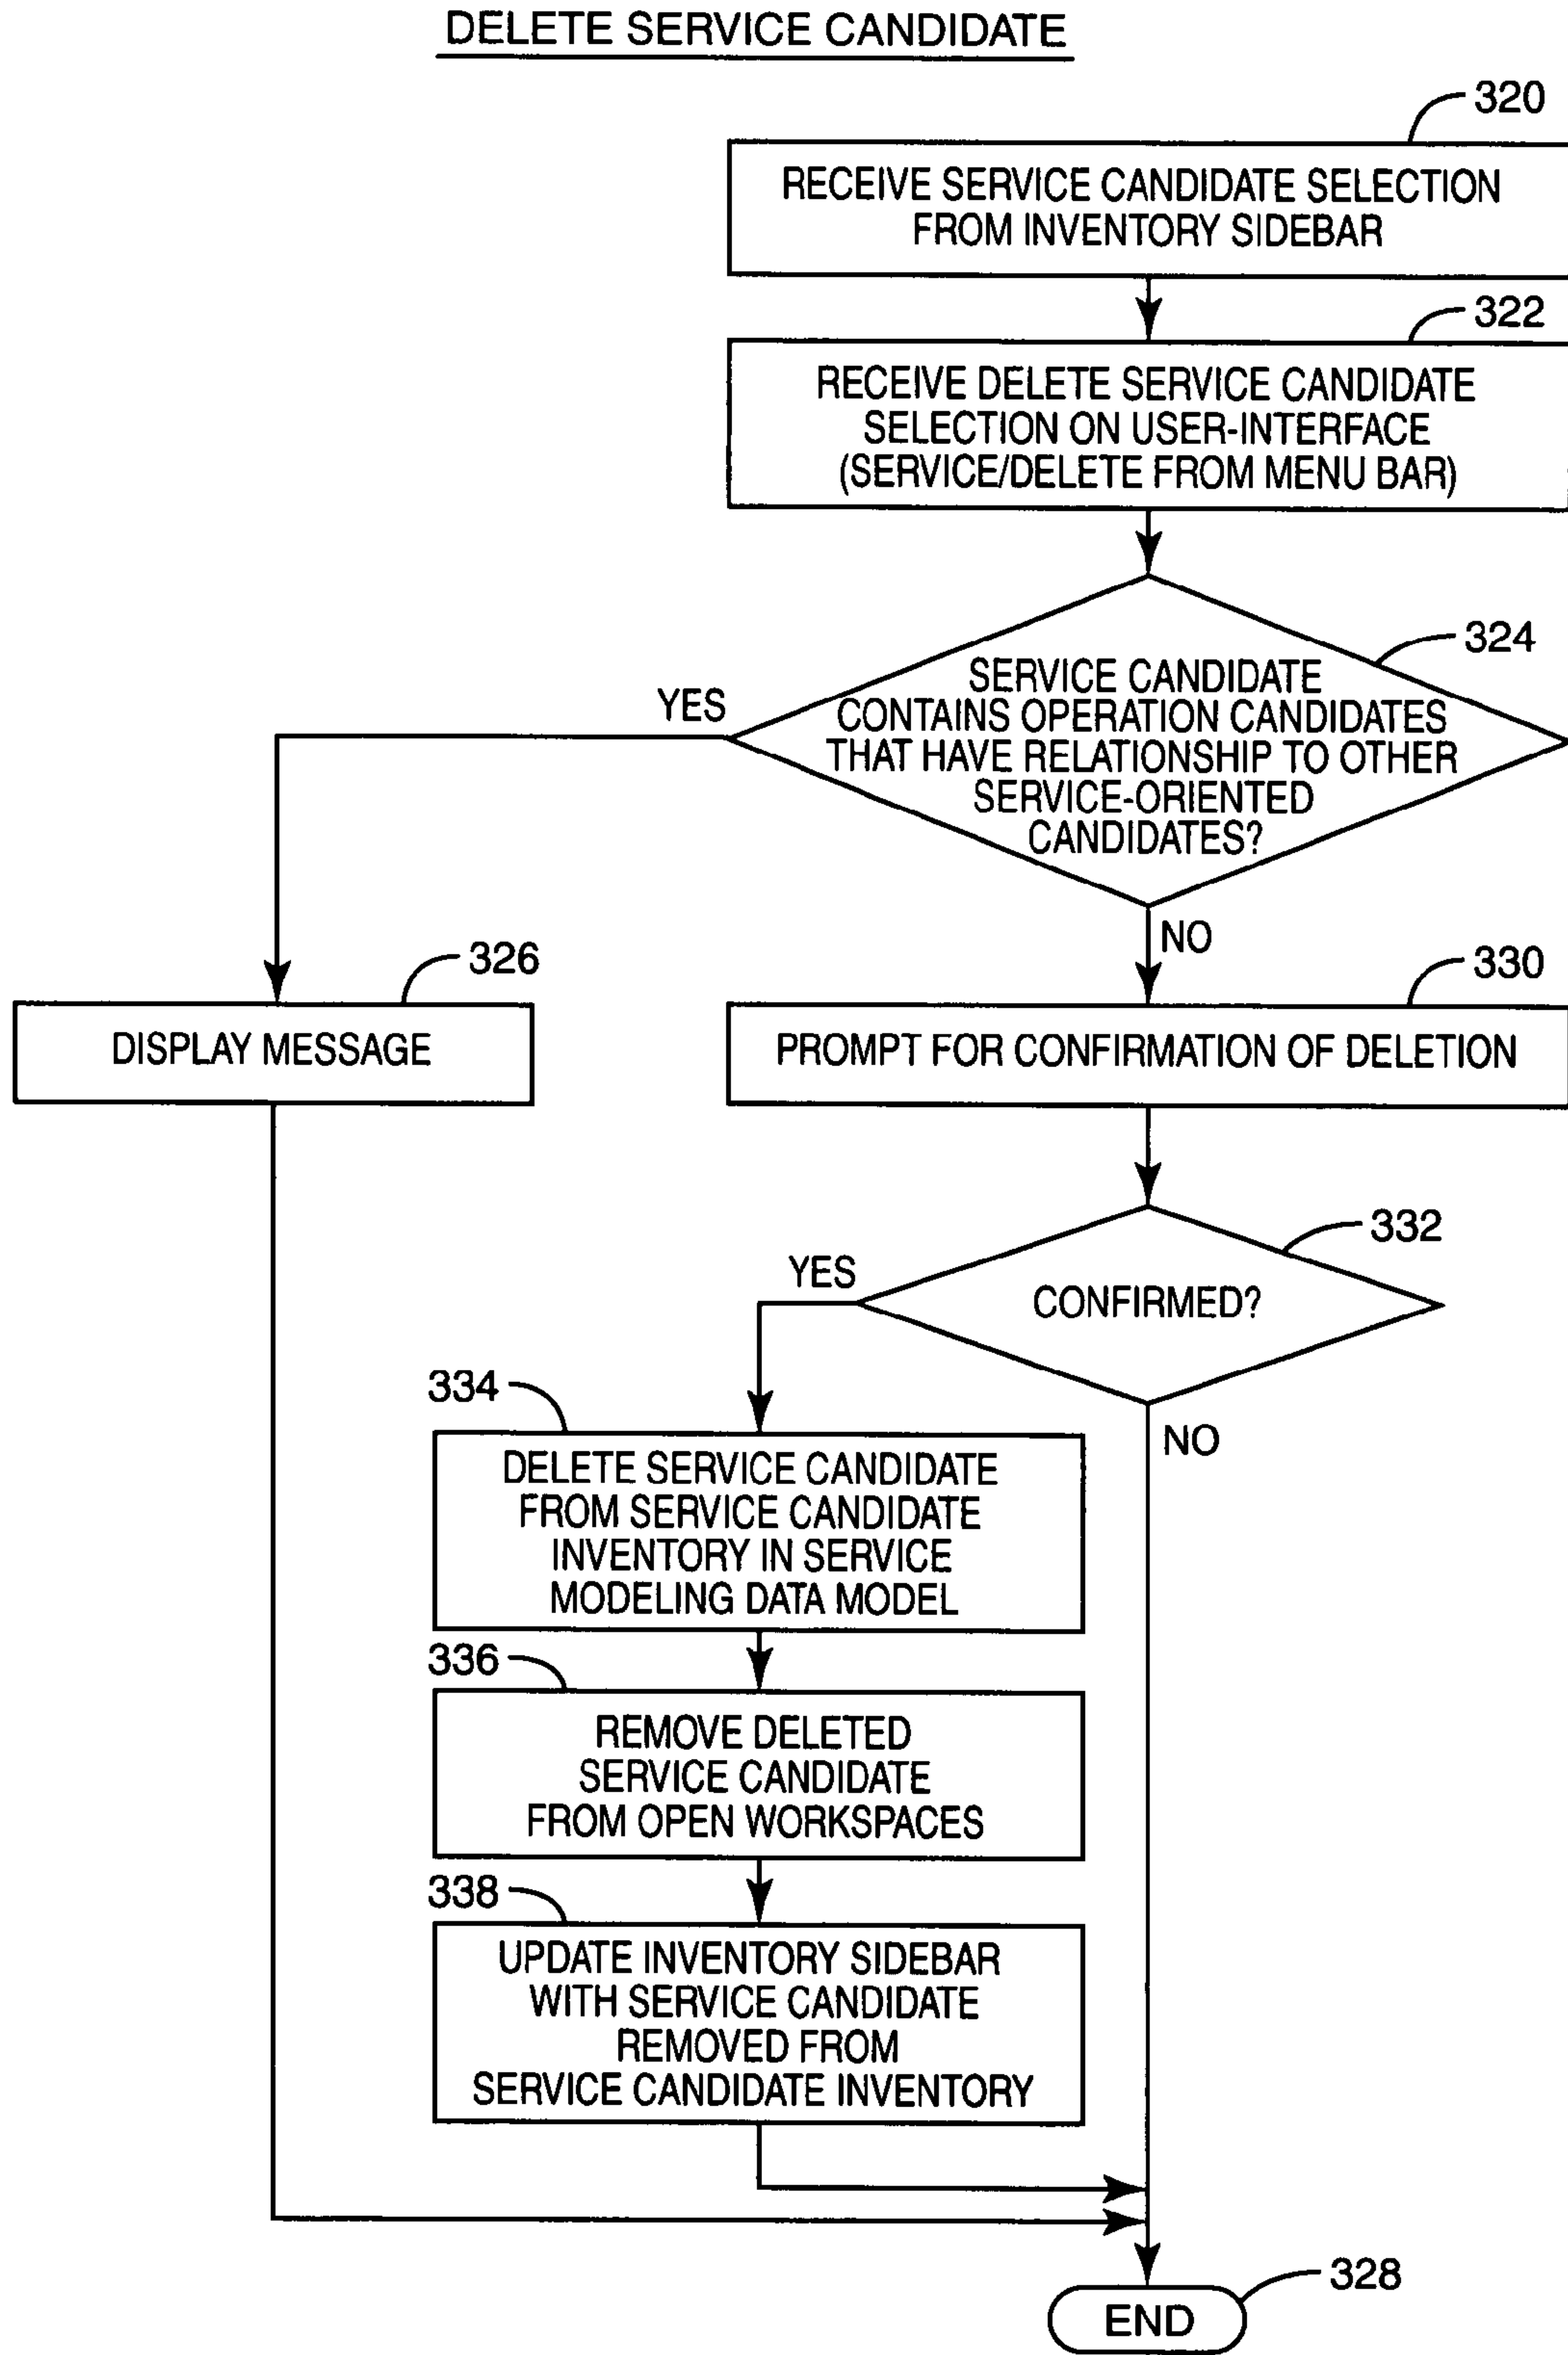 DELETE SERVICE CANDIDATE
320
RECEIVE SERVICE CANDIDATE SELECTION
FROM INVENTORY SIDEBAR
322
RECEIVE DELETE SERVICE CANDIDATE
SELECTION ON USER-INTERFACE
(SERVICE/DELETE FROM MENU BAR)
324
SERVICE CANDIDATE
CONTAINS OPERATION CANDIDATES
THAT HAVE RELATIONSHIP TO OTHER
SERVICE-ORIENTED
CANDIDATES?
YES
NO
326
DISPLAY MESSAGE
330
PROMPT FOR CONFIRMATION OF DELETION
332
CONFIRMED?
YES
NO
334
DELETE SERVICE CANDIDATE
FROM SERVICE CANDIDATE
INVENTORY IN SERVICE
MODELING DATA MODEL
336
REMOVE DELETED
SERVICE CANDIDATE
FROM OPEN WORKSPACES
338
UPDATE INVENTORY SIDEBAR
WITH SERVICE CANDIDATE
REMOVED FROM
SERVICE CANDIDATE INVENTORY
328
END